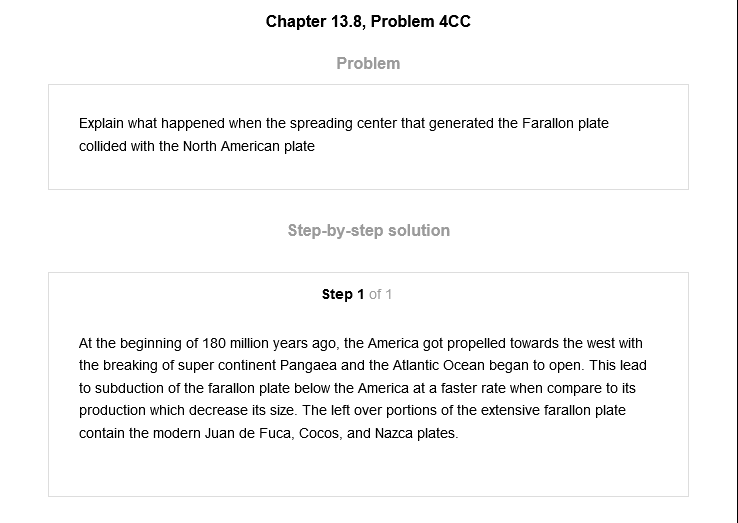 Chapter 13.8, Problem 4CC
Problem
Explain what happened when the spreading center that generated the Farallon plate
collided with the North American plate
Step-by-step solution
Step 1 of 1
At the beginning of 180 million years ago, the America got propelled towards the west with
the breaking of super continent Pangaea and the Atlantic Ocean began to open. This lead
to subduction of the farallon plate below the America at a faster rate when compare to its
production which decrease its size. The left over portions of the extensive farallon plate
contain the modern Juan de Fuca, Cocos, and Nazca plates.